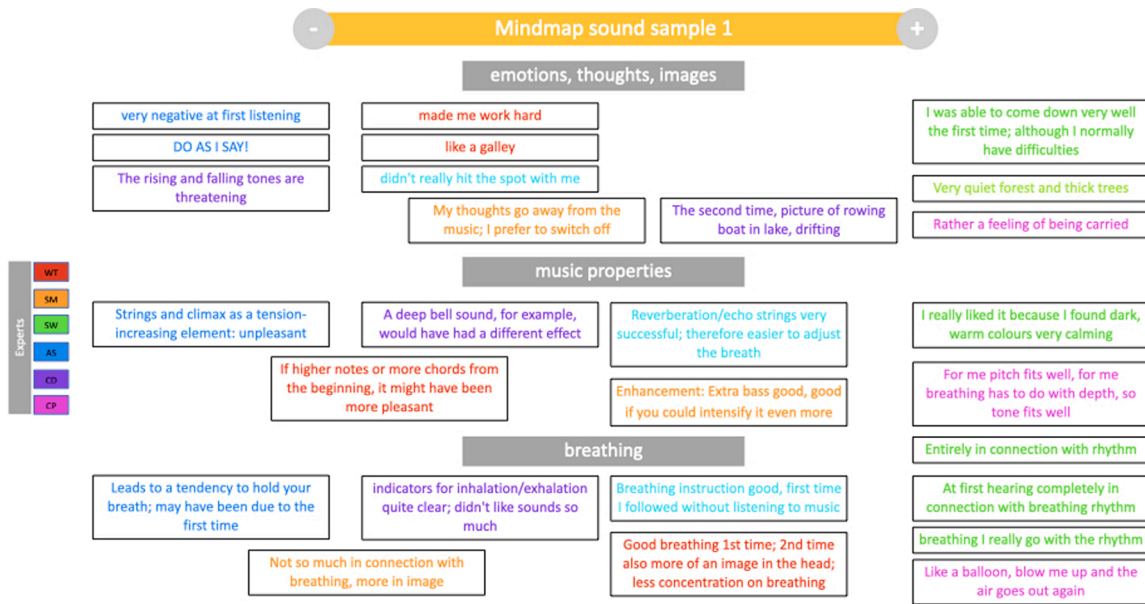 Mindmap sound sample 1
-
+
emotions, thoughts, images
very negative at first listening
DO AS I SAY!
The rising and falling tones are
threatening
made me work hard
like a galley
didn't really hit the spot with me
My thoughts go away from the
music; I prefer to switch off
The second time, picture of rowing
boat in lake, drifting
I was able to come down very well
the first time; although I normally
have difficulties
Very quiet forest and thick trees
Rather a feeling of being carried
Experts
WT
SM
SW
AS
CD
CP
music properties
Strings and climax as a tension-
increasing element: unpleasant
A deep bell sound, for example,
would have had a different effect
Reverberation/echo strings very
successful; therefore easier to adjust
the breath
If higher notes or more chords from
the beginning, it might have been
more pleasant
Enhancement: Extra bass good, good
if you could intensify it even more
I really liked it because I found dark,
warm colours very calming
For me pitch fits well, for me
breathing has to do with depth, so
tone fits well
breathing
Leads to a tendency to hold your
breath; may have been due to the
first time
indicators for inhalation/exhalation
quite clear; didn't like sounds so
much
Breathing instruction good, first time
I followed without listening to music
Not so much in connection with
breathing, more in image
Good breathing 1st time; 2nd time
also more of an image in the head;
less concentration on breathing
Entirely in connection with rhythm
At first hearing completely in
connection with breathing rhythm
breathing I really go with the rhythm
Like a balloon, blow me up and the
air goes out again